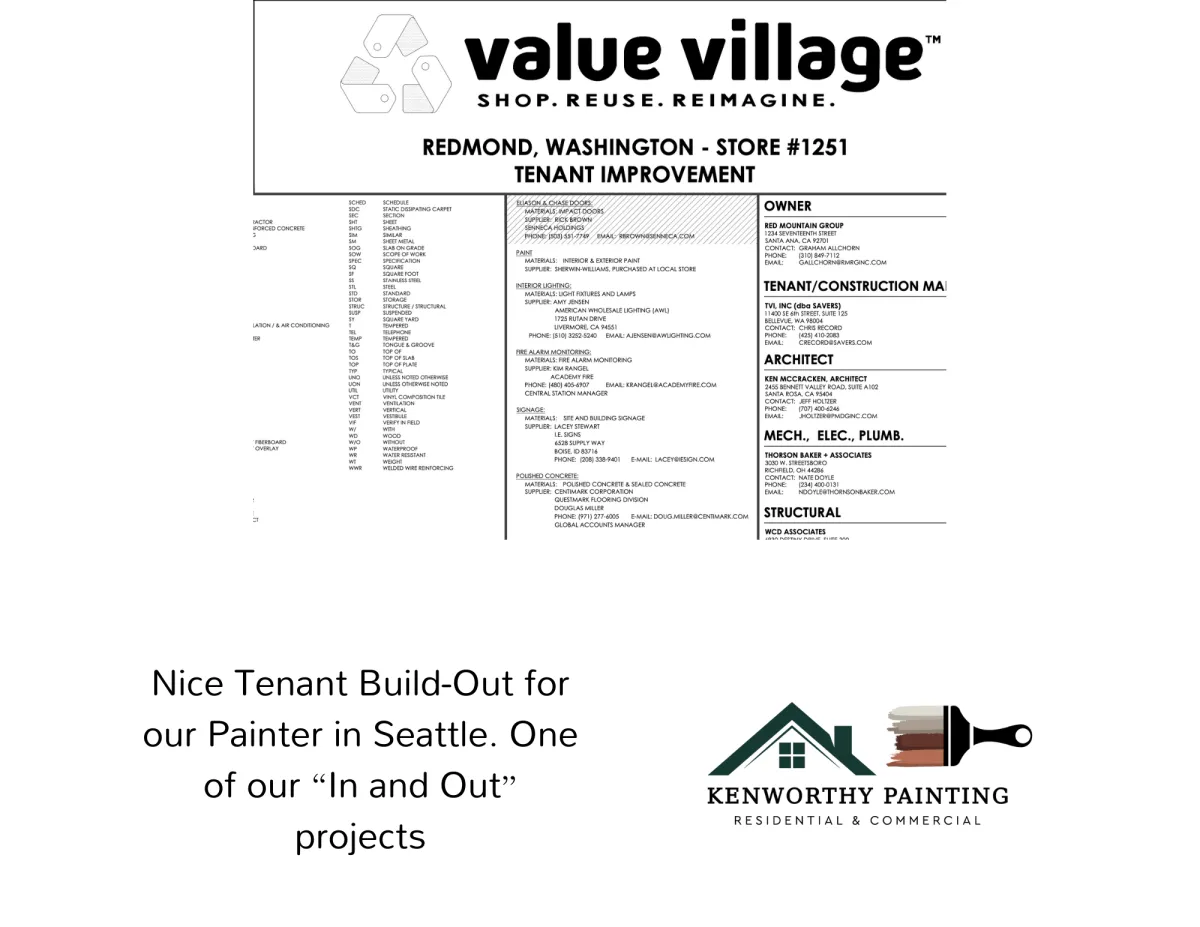 value village™
SHOP. REUSE. REIMAGINE.
REDMOND, WASHINGTON - STORE #1251
TENANT IMPROVEMENT
ACTOR
FORCED CONCRETE
OARD
LATION / & AIR CONDITIONING
ER
FIBERBOARD
OVERLAY
CT
SCHED SCHEDULE
SDC STATIC DISSIPATING CARPET
SEC SECTION
SHT SHEET
SHTG SHEATHING
SIM SIMILAR
SM SHEET METAL
SOG SLAB ON GRADE
SOW SCOPE OF WORK
SPEC SPECIFICATION
SQ SQUARE
SF SQUARE FOOT
SS STAINLESS STEEL
STL STEEL
STD STANDARD
STOR STORAGE
STRUC STRUCTURE / STRUCTURAL
SUSP SUSPENDED
SY SQUARE YARD
T TEMPERED
TEL TELEPHONE
TEMP TEMPERED
T&G TONGUE & GROOVE
TO TOP OF
TOS TOP OF SLAB
TOP TOP OF PLATE
TYP TYPICAL
UNO UNLESS NOTED OTHERWISE
UON UNLESS OTHERWISE NOTED
UTIL UTILITY
VCT VINYL COMPOSITION TILE
VENT VENTILATION
VERT VERTICAL
VEST VESTIBULE
VIF VERIFY IN FIELD
W/ WITH
WD WOOD
W/O WITHOUT
WP WATERPROOF
WR WATER RESISTANT
WT WEIGHT
WWR WELDED WIRE REINFORCING
ELIASON & CHASE DOORS:
MATERIALS: IMPACT DOORS
SUPPLIER: RICK BROWN
SENNECA HOLDINGS
PHONE: (503) 551-7749 EMAIL: RBROWN@SENNECA.COM
PAINT
MATERIALS: INTERIOR & EXTERIOR PAINT
SUPPLIER: SHERWIN-WILLIAMS, PURCHASED AT LOCAL STORE
INTERIOR LIGHTING:
MATERIALS: LIGHT FIXTURES AND LAMPS
SUPPLIER: AMY JENSEN
AMERICAN WHOLESALE LIGHTING (AWL)
1725 RUTAN DRIVE
LIVERMORE, CA 94551
PHONE: (510) 3252-5240 EMAIL: AJENSEN@AWLIGHTING.COM
FIRE ALARM MONITORING:
MATERIALS: FIRE ALARM MONITORING
SUPPLIER: KIM RANGEL
ACADEMY FIRE
PHONE: (480) 405-6907 EMAIL: KRANGEL@ACADEMYFIRE.COM
CENTRAL STATION MANAGER
SIGNAGE:
MATERIALS: SITE AND BUILDING SIGNAGE
SUPPLIER: LACEY STEWART
I.E. SIGNS
6528 SUPPLY WAY
BOISE, ID 83716
PHONE: (208) 338-9401 E-MAIL: LACEY@IESIGN.COM
POLISHED CONCRETE:
MATERIALS: POLISHED CONCRETE & SEALED CONCRETE
SUPPLIER: CENTIMARK CORPORATION
QUESTMARK FLOORING DIVISION
DOUGLAS MILLER
PHONE: (971) 277-6005 E-MAIL: DOUG.MILLER@CENTIMARK.COM
GLOBAL ACCOUNTS MANAGER
OWNER
RED MOUNTAIN GROUP
1234 SEVENTEENTH STREET
SANTA ANA, CA 92701
CONTACT: GRAHAM ALLCHORN
PHONE: (310) 849-7112
EMAIL: GALLCHORN@RMRGINC.COM
TENANT/CONSTRUCTION MA
TVI, INC (dba SAVERS)
11400 SE 6th STREET, SUITE 125
BELLEVUE, WA 98004
CONTACT: CHRIS RECORD
PHONE: (425) 410-2083
EMAIL: CRECORD@SAVERS.COM
ARCHITECT
KEN MCCRACKEN, ARCHITECT
2455 BENNETT VALLEY ROAD, SUITE A102
SANTA ROSA, CA 95404
CONTACT: JEFF HOLTZER
PHONE: (707) 400-6246
EMAIL: JHOLTZER@PMDGINC.COM
MECH., ELEC., PLUMB.
THORSON BAKER + ASSOCIATES
3030 W. STREETSBORO
RICHFIELD, OH 44286
CONTACT: NATE DOYLE
PHONE: (234) 400-0131
EMAIL: NDOYLE@THORNSONBAKER.COM
STRUCTURAL
WCD ASSOCIATES
Nice Tenant Build-Out for
our Painter in Seattle. One
of our “In and Out”
projects
KENWORTHY PAINTING
RESIDENTIAL & COMMERCIAL